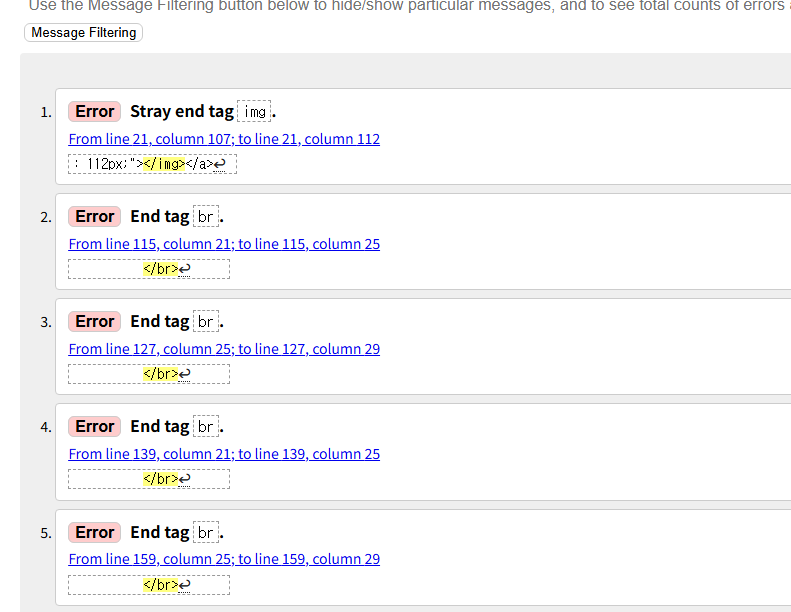 Use the Message Filtering button below to hide/show particular messages, and to see total counts of errors
Message Filtering
1. Error Stray end tag img.
From line 21, column 107; to line 21, column 112
: 112px;"></img></a>↩
2. Error End tag br.
From line 115, column 21; to line 115, column 25
</br>↩
3. Error End tag br.
From line 127, column 25; to line 127, column 29
</br>↩
4. Error End tag br.
From line 139, column 21; to line 139, column 25
</br>↩
5. Error End tag br.
From line 159, column 25; to line 159, column 29
</br>↩